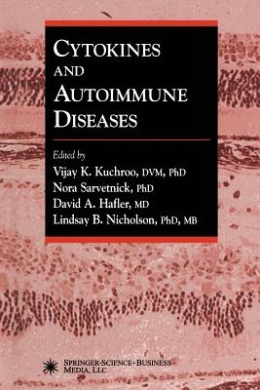 CYTOKINES
AND
AUTOIMMUNE
DISEASES
Edited by
Vijay K. Kuchroo, DVM, PhD
Nora Sarvetnick, PhD
David A. Hafler, MD
Lindsay B. Nicholson, PhD, MB
SPRINGER-SCIENCE+BUSINESS
MEDIA, LLC